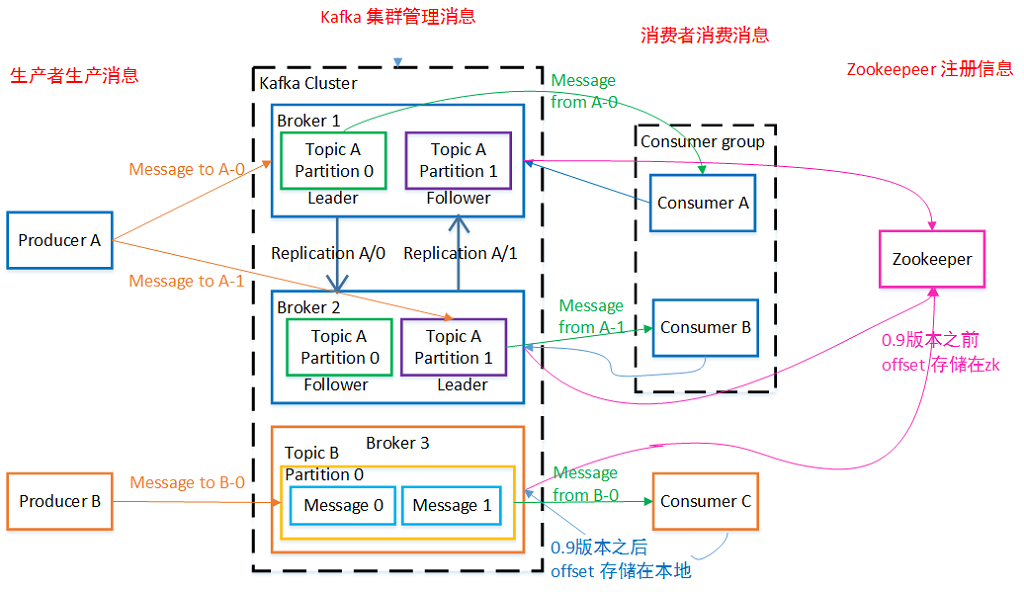 Kafka 集群管理消息
消费者消费消息
生产者生产消息
Zookeepeer 注册信息
Kafka Cluster
Message
from A-0
Broker 1
Topic A
Partition 0
Leader
Topic A
Partition 1
Follower
Consumer group
Consumer A
Message to A-0
Producer A
Replication A/0
Replication A/1
Zookeeper
Message to A-1
Broker 2
Topic A
Partition 0
Follower
Topic A
Partition 1
Leader
Message
from A-1
Consumer B
0.9版本之前
offset 存储在zk
Broker 3
Topic B
Partition 0
Message 0
Message 1
Message to B-0
Producer B
Message
from B-0
Consumer C
0.9版本之后
offset 存储在本地